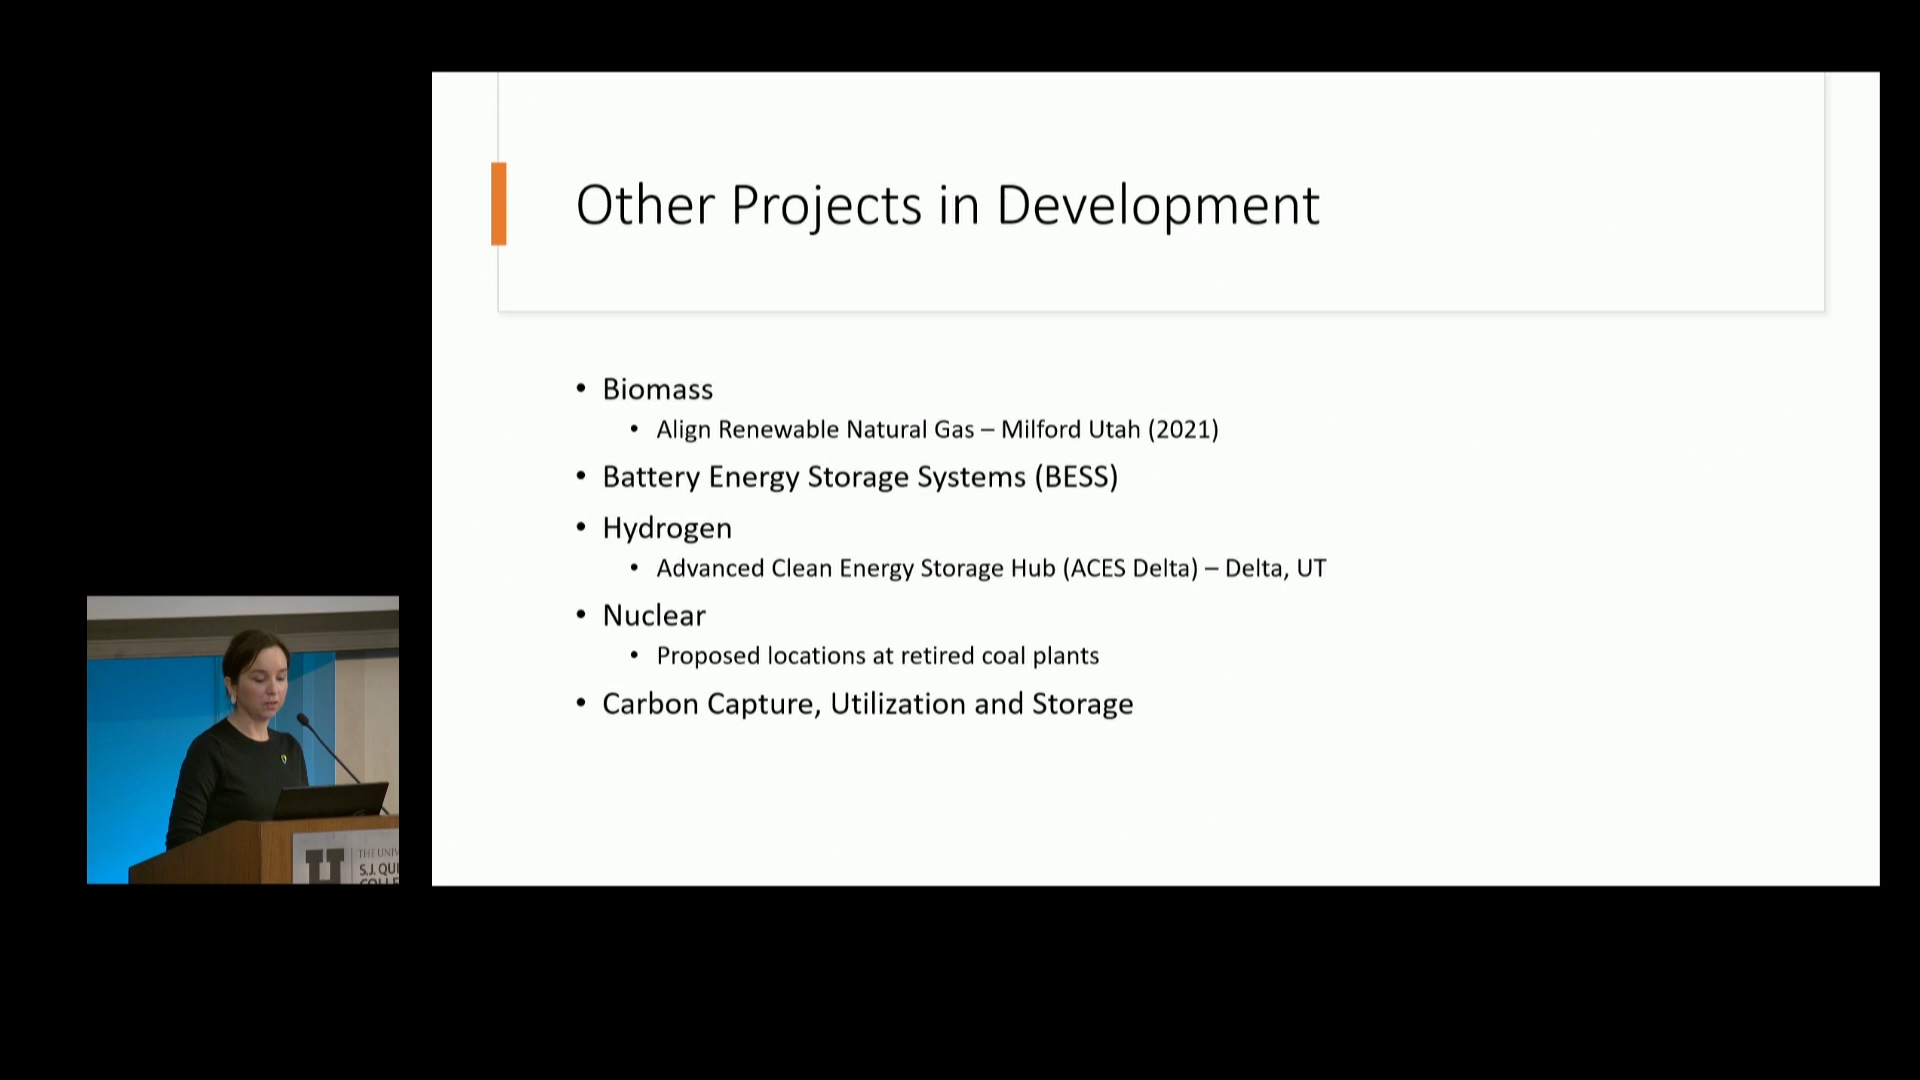 Other Projects in Development
• Biomass
• Align Renewable Natural Gas – Milford Utah (2021)
• Battery Energy Storage Systems (BESS)
• Hydrogen
• Advanced Clean Energy Storage Hub (ACES Delta) – Delta, UT
• Nuclear
• Proposed locations at retired coal plants
• Carbon Capture, Utilization and Storage
THE
S.J.